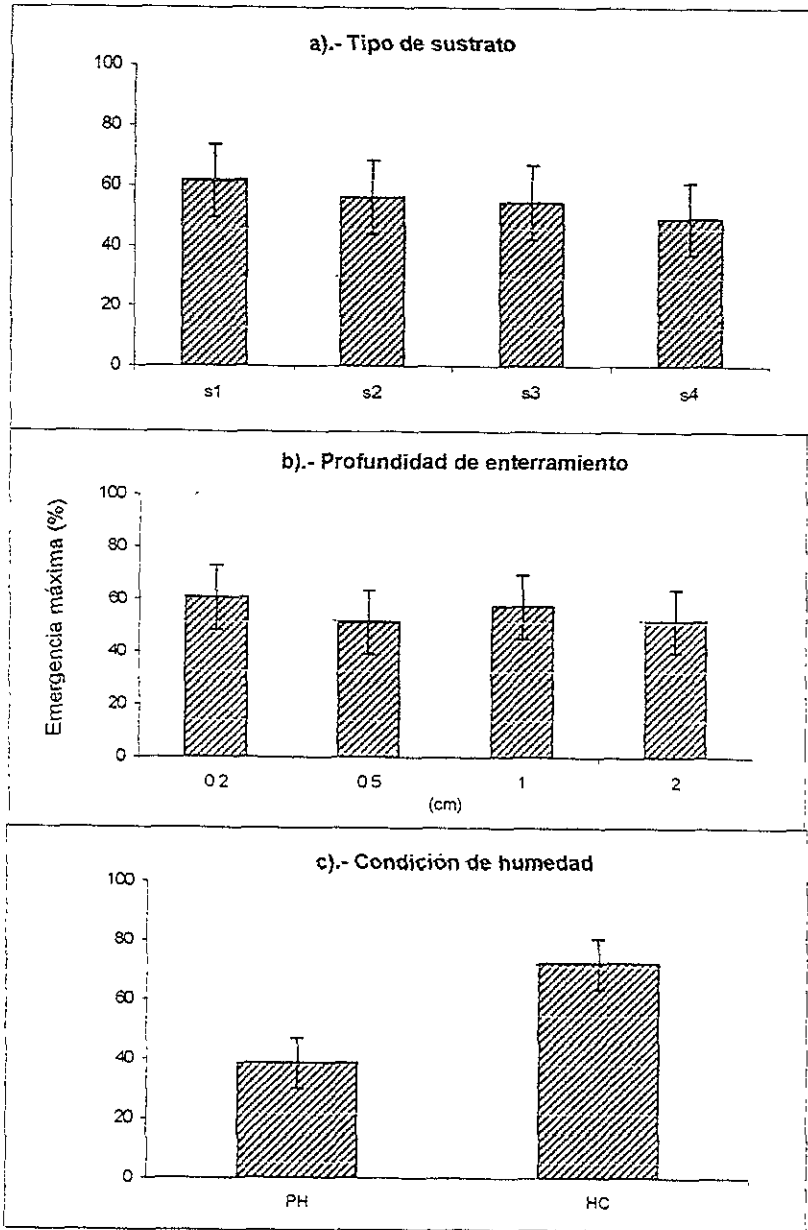 a).- Tipo de sustrato
100
80
60
40
20
0
s1 s2 s3 s4
b).- Profundidad de enterramiento
Emergencia máxima (%)
100
80
60
40
20
0
0 2 0 5 1 2
(cm)
c).- Condición de humedad
100
80
60
40
20
0
PH HC